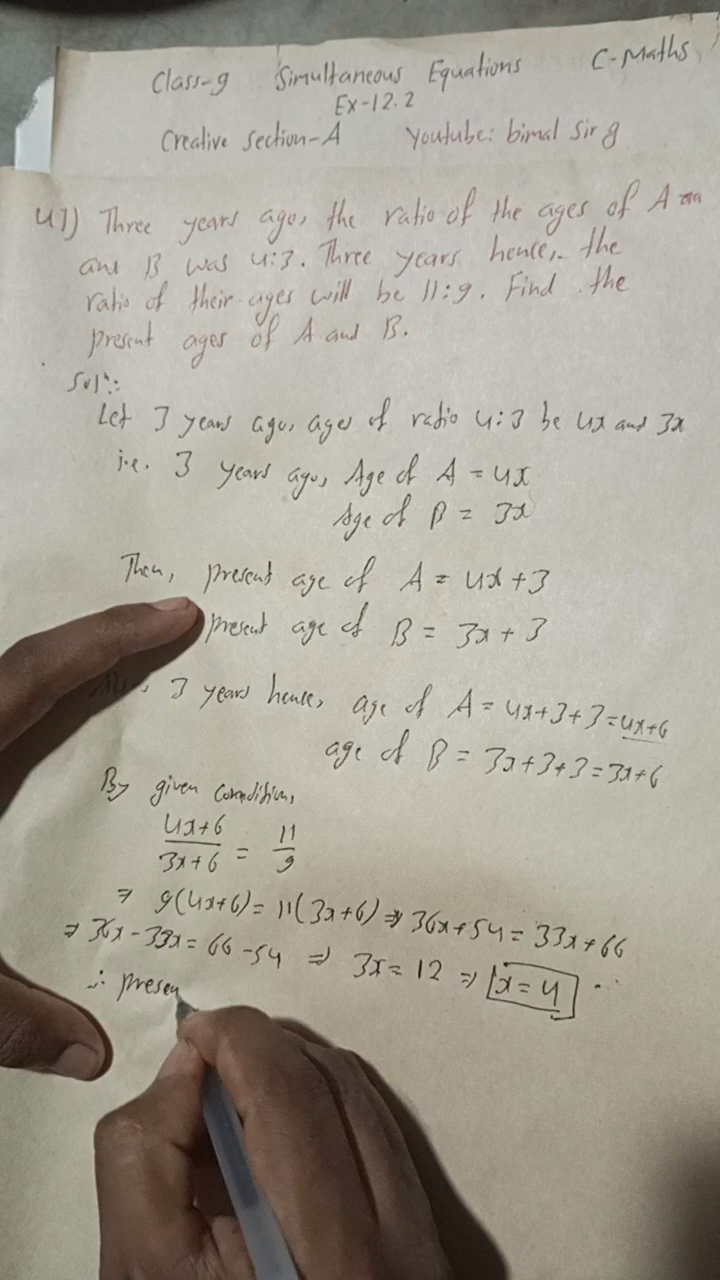 Class-9 Simultaneous Equations C-Maths
Ex-12.2
Creative section-A Youtube: bimal sir g
Three years ago, the ratio of the ages of A
and B was 4:3. Three years hence, the
ratio of their ages will be 11:9. Find the
present ages of A and B.
Solⁿ:
Let 3 years ago, ages of ratio 4:3 be 4x and 3x
i.e. 3 years ago, Age of A = 4x
Age of B = 3x
Then, present age of A = 4x+3
present age of B = 3x+3
3 years hence, age of A = 4x+3+3=4x+6
age of B = 3x+3+3=3x+6
By given condition,
4x+6/3x+6 = 11/9
⇒ 9(4x+6)= 11(3x+6) ⇒ 36x+54 = 33x+66
⇒ 36x-33x= 66-54 ⇒ 3x= 12 ⇒ x=4
∴ presen